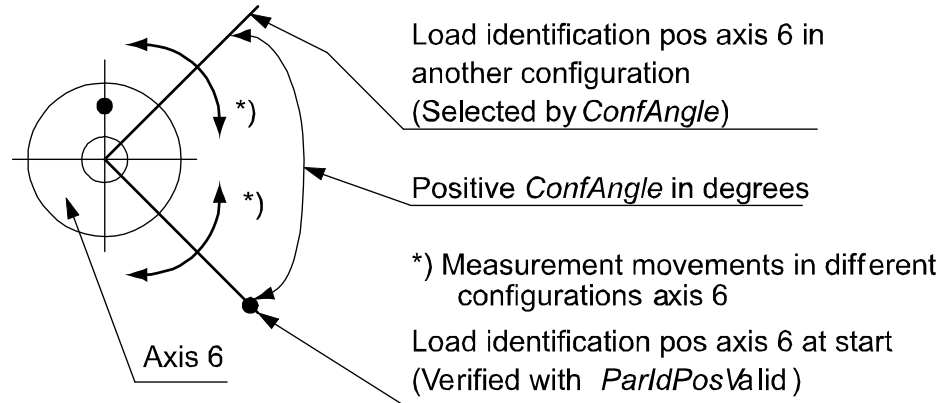 Load identification pos axis 6 in
another configuration
(Selected by ConfAngle)
*)
Positive ConfAngle in degrees
*)
*) Measurement movements in different
configurations axis 6
Load identification pos axis 6 at start
(Verified with ParIdPosValid)
Axis 6